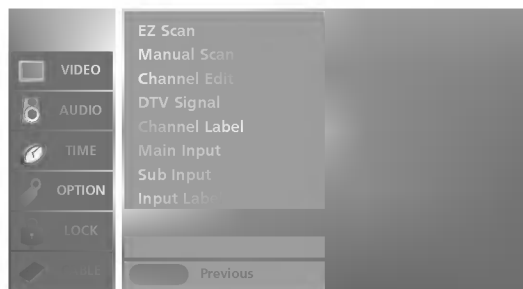 EZ Scan
Manual Scan
Channel Edit
DTV Signal
Channel Label
Main Input
Sub Input
Input Label
VIDEO
AUDIO
TIME
OPTION
LOCK
Previous